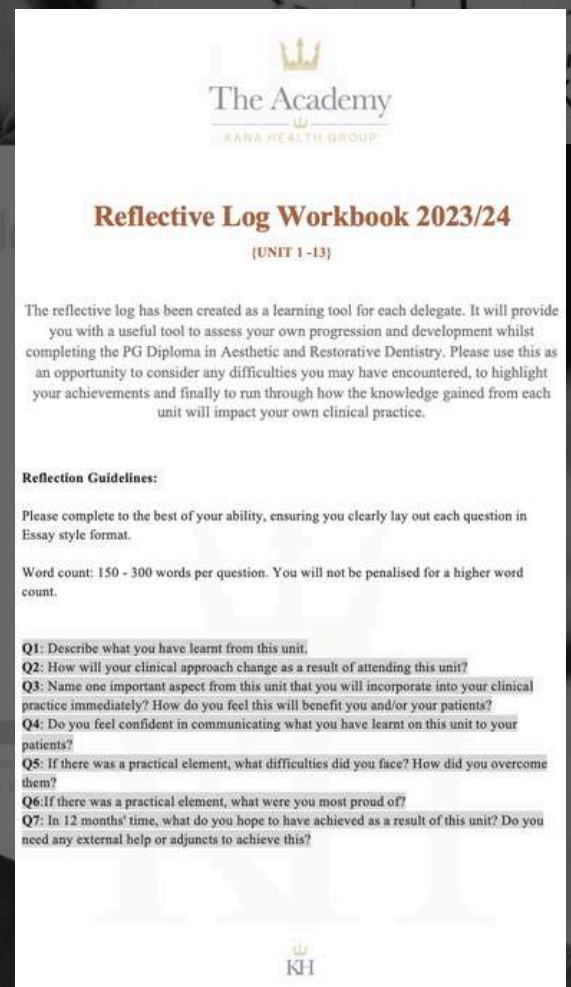 The Academy
KANA HEALTH GROUP
Reflective Log Workbook 2023/24
{UNIT 1 -13}
The reflective log has been created as a learning tool for each delegate. It will provide
you with a useful tool to assess your own progression and development whilst
completing the PG Diploma in Aesthetic and Restorative Dentistry. Please use this as
an opportunity to consider any difficulties you may have encountered, to highlight
your achievements and finally to run through how the knowledge gained from each
unit will impact your own clinical practice.
Reflection Guidelines:
Please complete to the best of your ability, ensuring you clearly lay out each question in
Essay style format.
Word count: 150 - 300 words per question. You will not be penalised for a higher word
count.
Q1: Describe what you have learnt from this unit.
Q2: How will your clinical approach change as a result of attending this unit?
Q3: Name one important aspect from this unit that you will incorporate into your clinical
practice immediately? How do you feel this will benefit you and/or your patients?
Q4: Do you feel confident in communicating what you have learnt on this unit to your
patients?
Q5: If there was a practical element, what difficulties did you face? How did you overcome
them?
Q6:If there was a practical element, what were you most proud of?
Q7: In 12 months' time, what do you hope to have achieved as a result of this unit? Do you
need any external help or adjuncts to achieve this?
KH